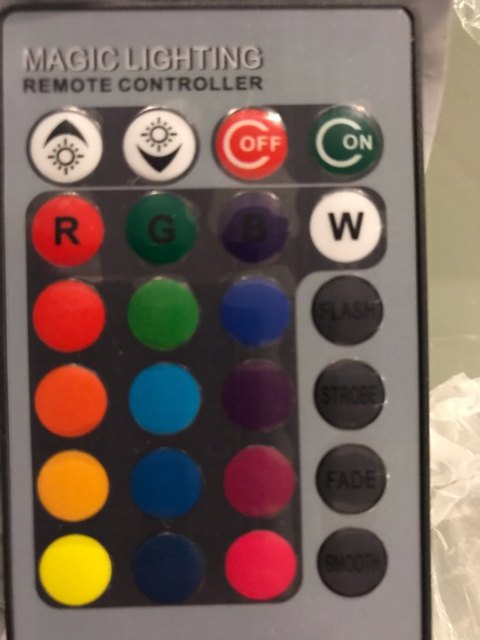 MAGIC LIGHTING
REMOTE CONTROLLER
OFF ON
R G B W
FLASH
STROBE
FADE
SMOOTH